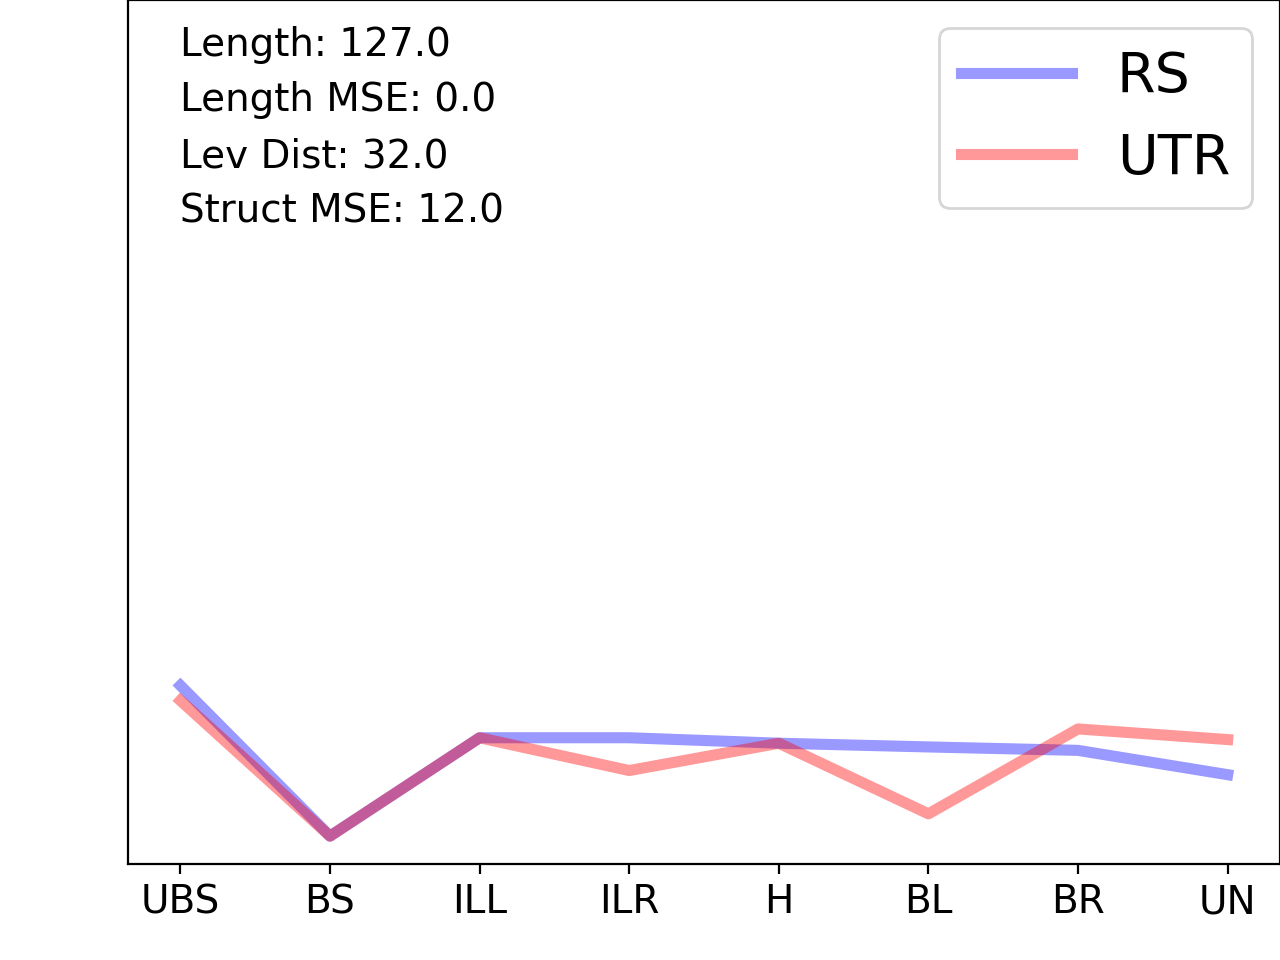 Length: 127.0
Length MSE: 0.0
Lev Dist: 32.0
Struct MSE: 12.0
RS
UTR
UBS BS ILL ILR H BL BR UN